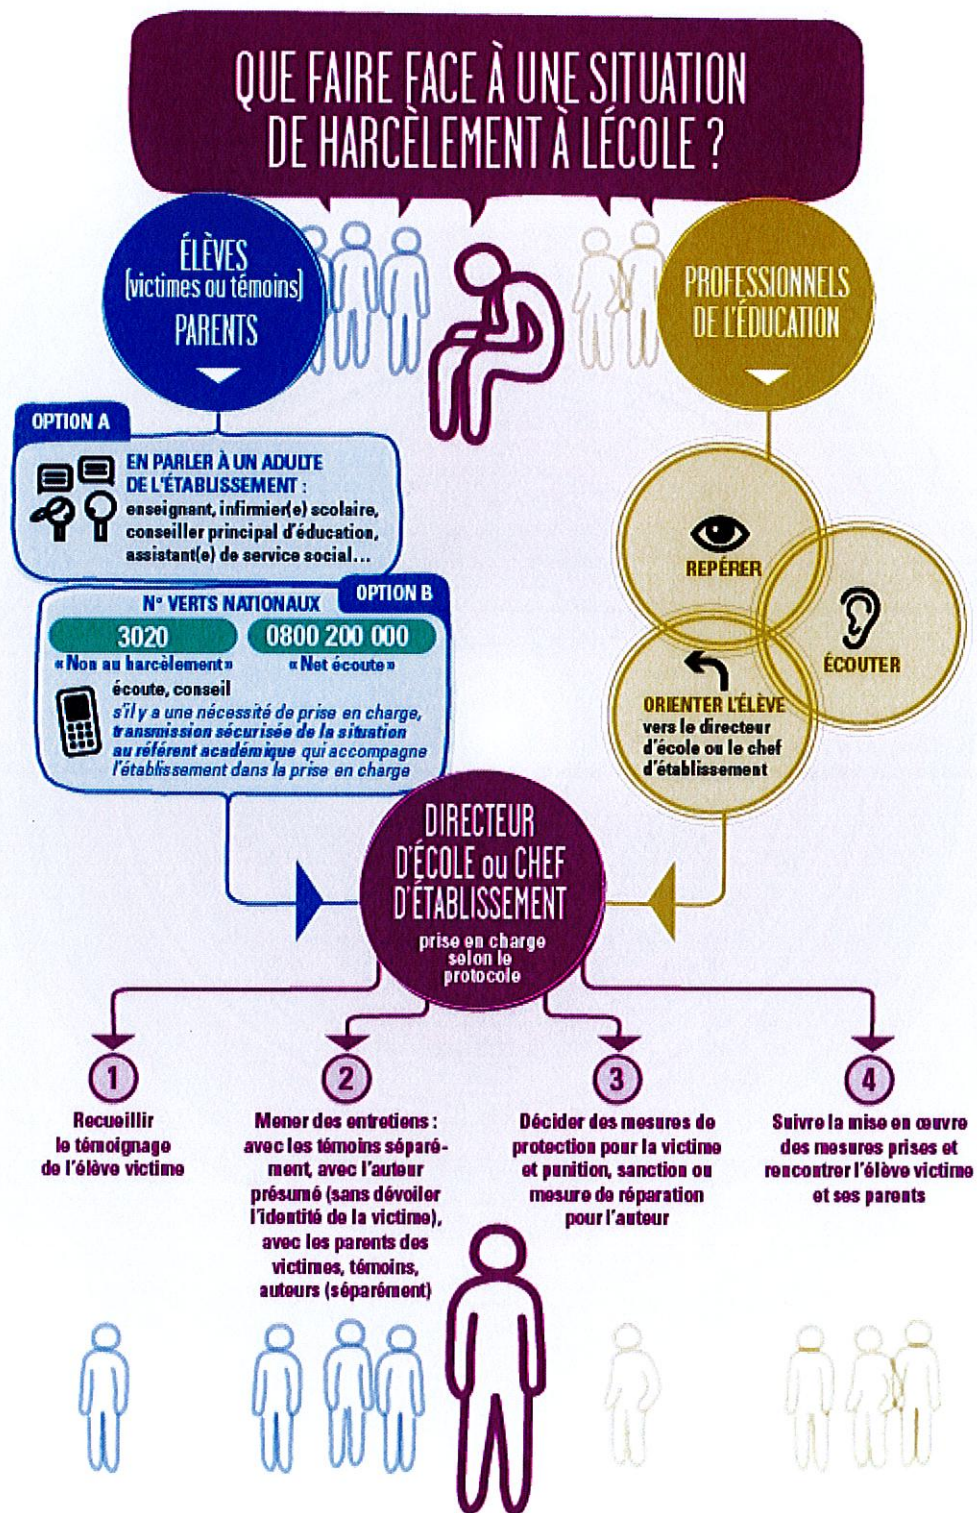 QUE FAIRE FACE À UNE SITUATION
DE HARCÈLEMENT À LÉCOLE ?
ÉLÈVES
(victimes ou témoins)
PARENTS
PROFESSIONNELS
DE L'ÉDUCATION
OPTION A
EN PARLER À UN ADULTE
DE L'ÉTABLISSEMENT :
enseignant, infirmier(e) scolaire,
conseiller principal d'éducation,
assistant(e) de service social...
OPTION B
N° VERTS NATIONAUX
3020
« Non au harcèlement »
0800 200 000
« Net écoute »
écoute, conseil
s'il y a une nécessité de prise en charge,
transmission sécurisée de la situation
au référent académique qui accompagne
l'établissement dans la prise en charge
REPÉRER
ÉCOUTER
ORIENTER L'ÉLÈVE
vers le directeur
d'école ou le chef
d'établissement
DIRECTEUR
D'ÉCOLE ou CHEF
D'ÉTABLISSEMENT
prise en charge
selon le
protocole
1
Recueillir
le témoignage
de l'élève victime
2
Mener des entretiens :
avec les témoins séparé-
ment, avec l'auteur
présumé (sans dévoiler
l'identité de la victime),
avec les parents des
victimes, témoins,
auteurs (séparément)
3
Décider des mesures de
protection pour la victime
et punition, sanction ou
mesure de réparation
pour l'auteur
4
Suivre la mise en œuvre
des mesures prises et
rencontrer l'élève victime
et ses parents